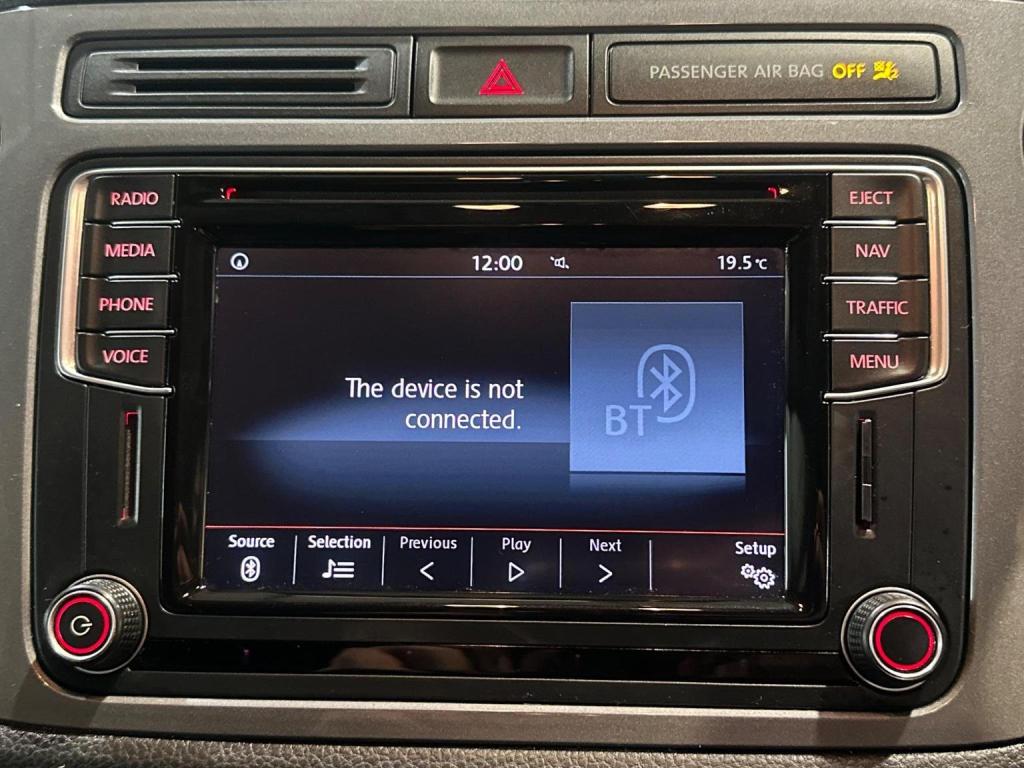 PASSENGER AIR BAG OFF
RADIO
MEDIA
PHONE
VOICE
EJECT
NAV
TRAFFIC
MENU
12:00
19.5°C
The device is not
connected.
BT
Source
Selection
Previous
Play
Next
Setup